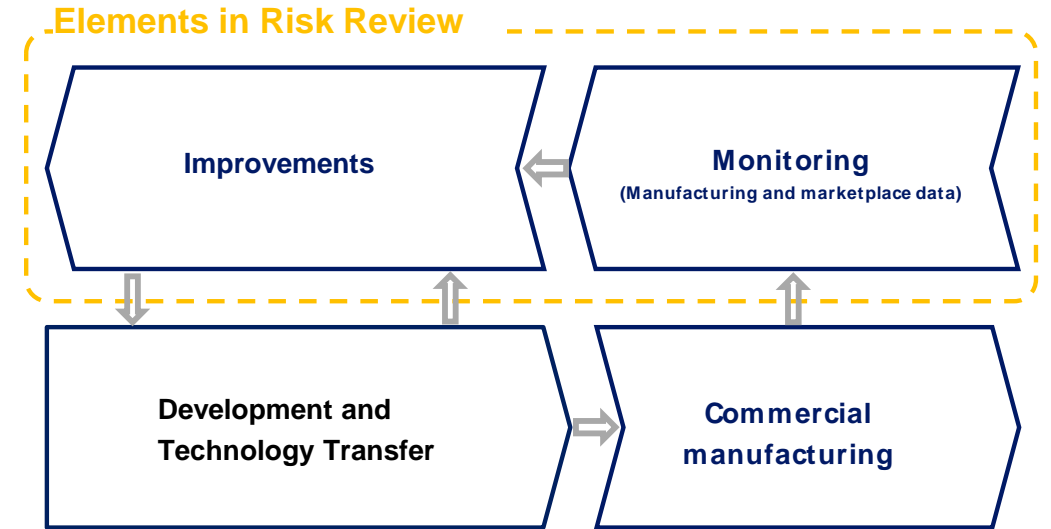 Elements in Risk Review
Improvements
Monitoring
(Manufacturing and marketplace data)
Development and
Technology Transfer
Commercial
manufacturing